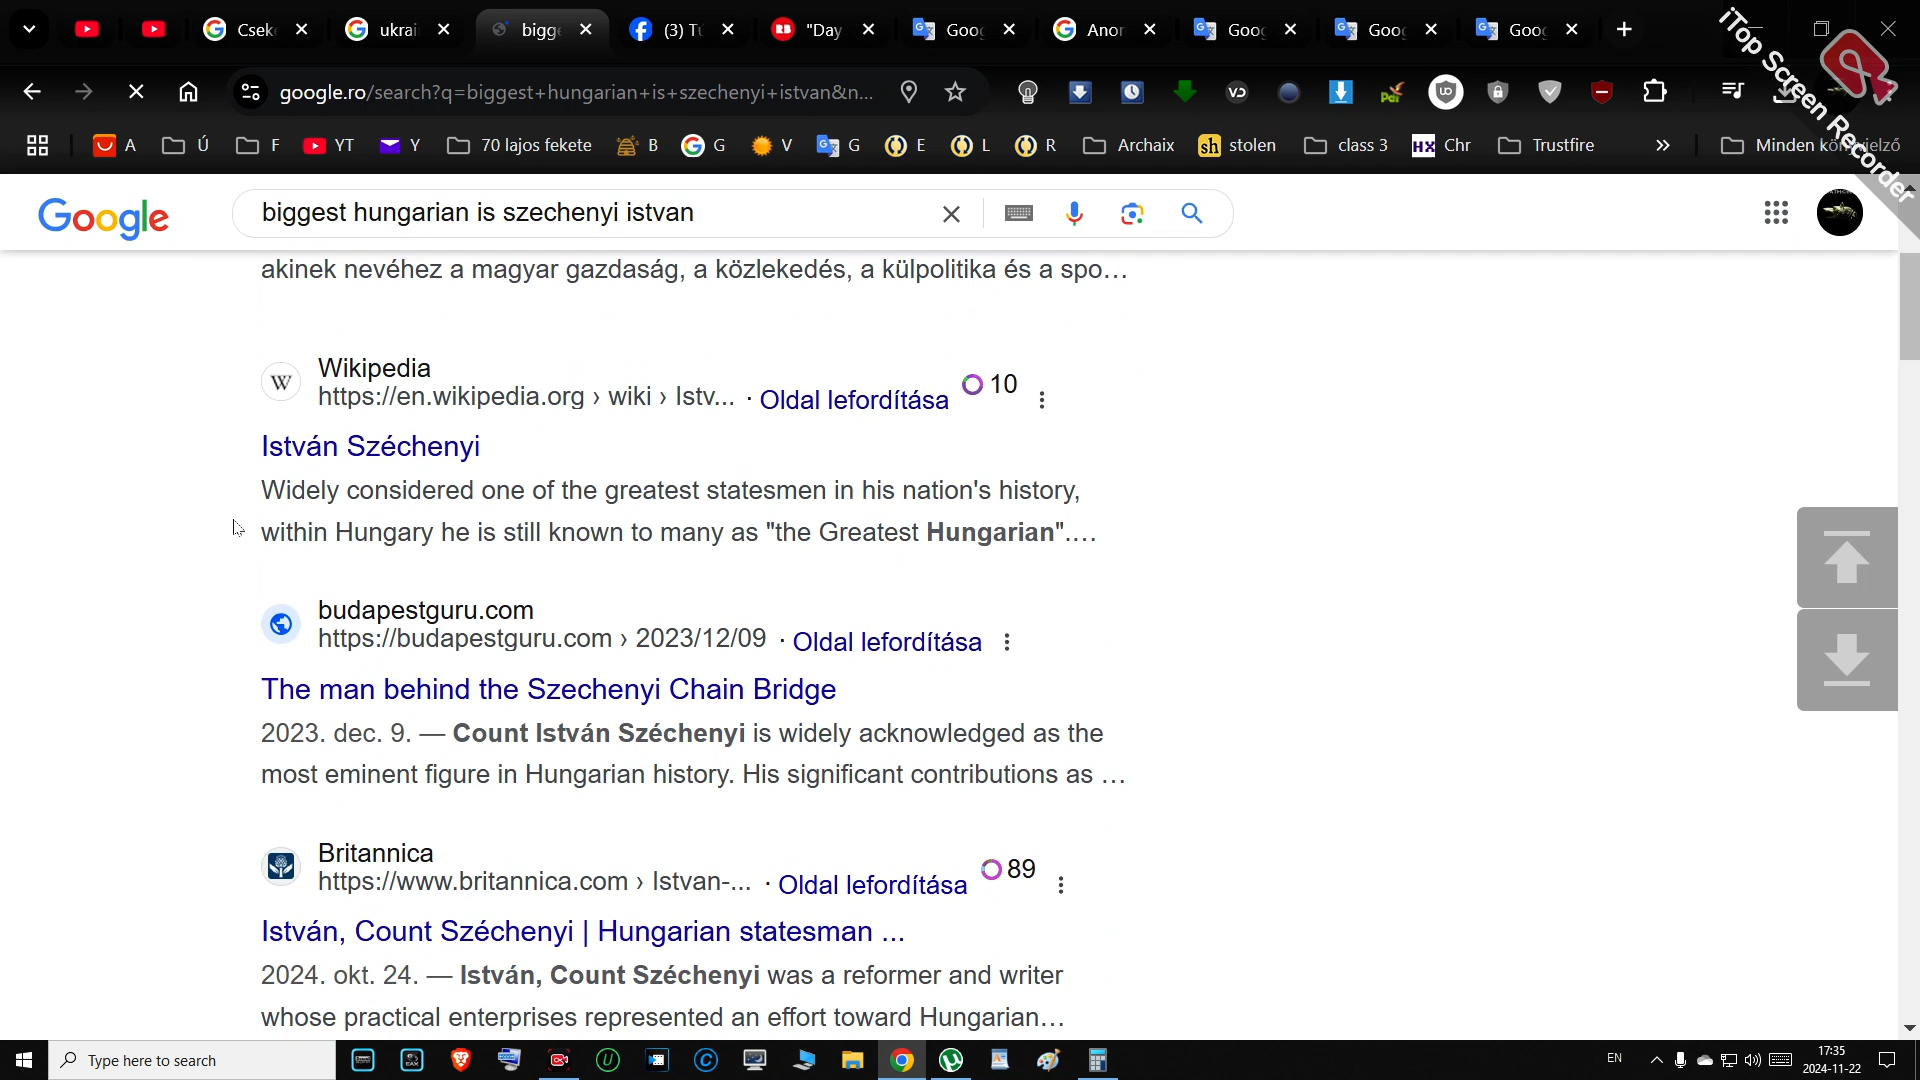 Csek
ukrai
bigge
(3) Tú
"Day
Goog
Anor
Goog
Goog
Goog
iTop Screen Recorder
google.ro/search?q=biggest+hungarian+is+szechenyi+istvan&n...
A
Ú
F
YT
Y
70 lajos fekete
B
G
V
G
E
L
R
Archaix
sh stolen
class 3
HX Chr
Trustfire
Minden
Google
biggest hungarian is szechenyi istvan
akinek nevéhez a magyar gazdaság, a közlekedés, a külpolitika és a spo…
W
Wikipedia
https://en.wikipedia.org › wiki › Istv... · Oldal lefordítása
10
István Széchenyi
Widely considered one of the greatest statesmen in his nation's history,
within Hungary he is still known to many as "the Greatest Hungarian".…
budapestguru.com
https://budapestguru.com › 2023/12/09 · Oldal lefordítása
The man behind the Szechenyi Chain Bridge
2023. dec. 9. — Count István Széchenyi is widely acknowledged as the
most eminent figure in Hungarian history. His significant contributions as …
Britannica
https://www.britannica.com › Istvan-... · Oldal lefordítása
89
István, Count Széchenyi | Hungarian statesman ...
2024. okt. 24. — István, Count Széchenyi was a reformer and writer
whose practical enterprises represented an effort toward Hungarian…
Type here to search
EN
17:35
2024-11-22